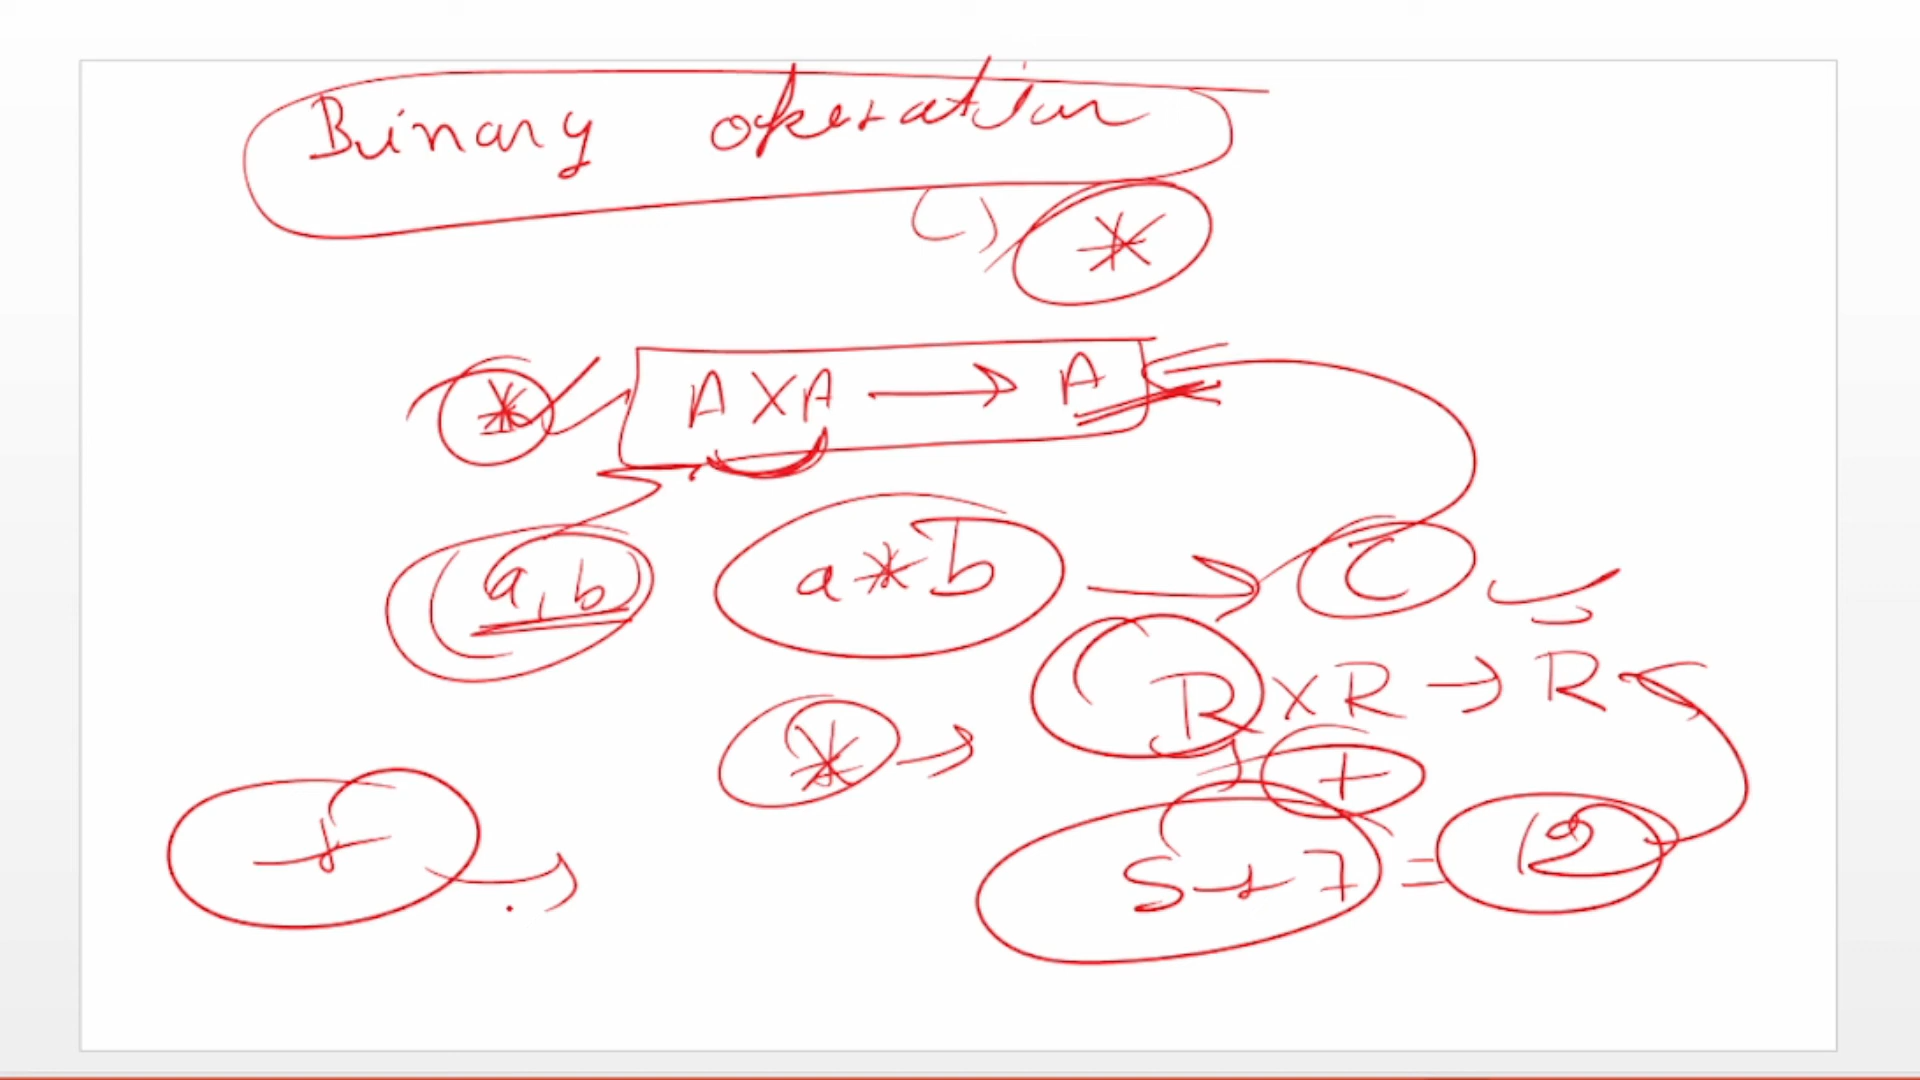 Binary operation
( ) *
* A X A → A
a, b a * b → c
* → R X R → R
+
+ →
5 + 7 = 12